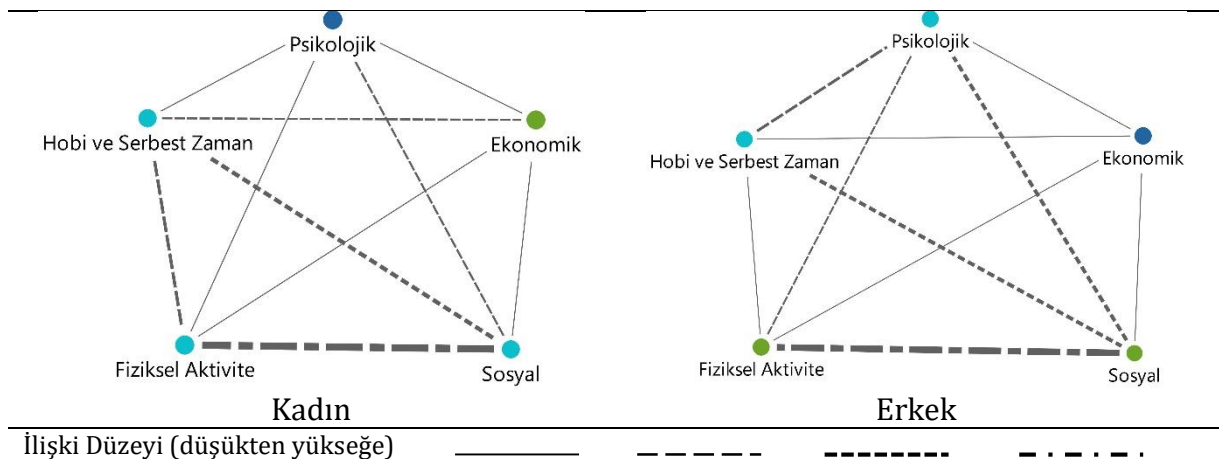 Psikolojik
Hobi ve Serbest Zaman
Ekonomik
Fiziksel Aktivite
Sosyal
Kadın
Psikolojik
Hobi ve Serbest Zaman
Ekonomik
Fiziksel Aktivite
Sosyal
Erkek
İlişki Düzeyi (düşükten yükseğe)